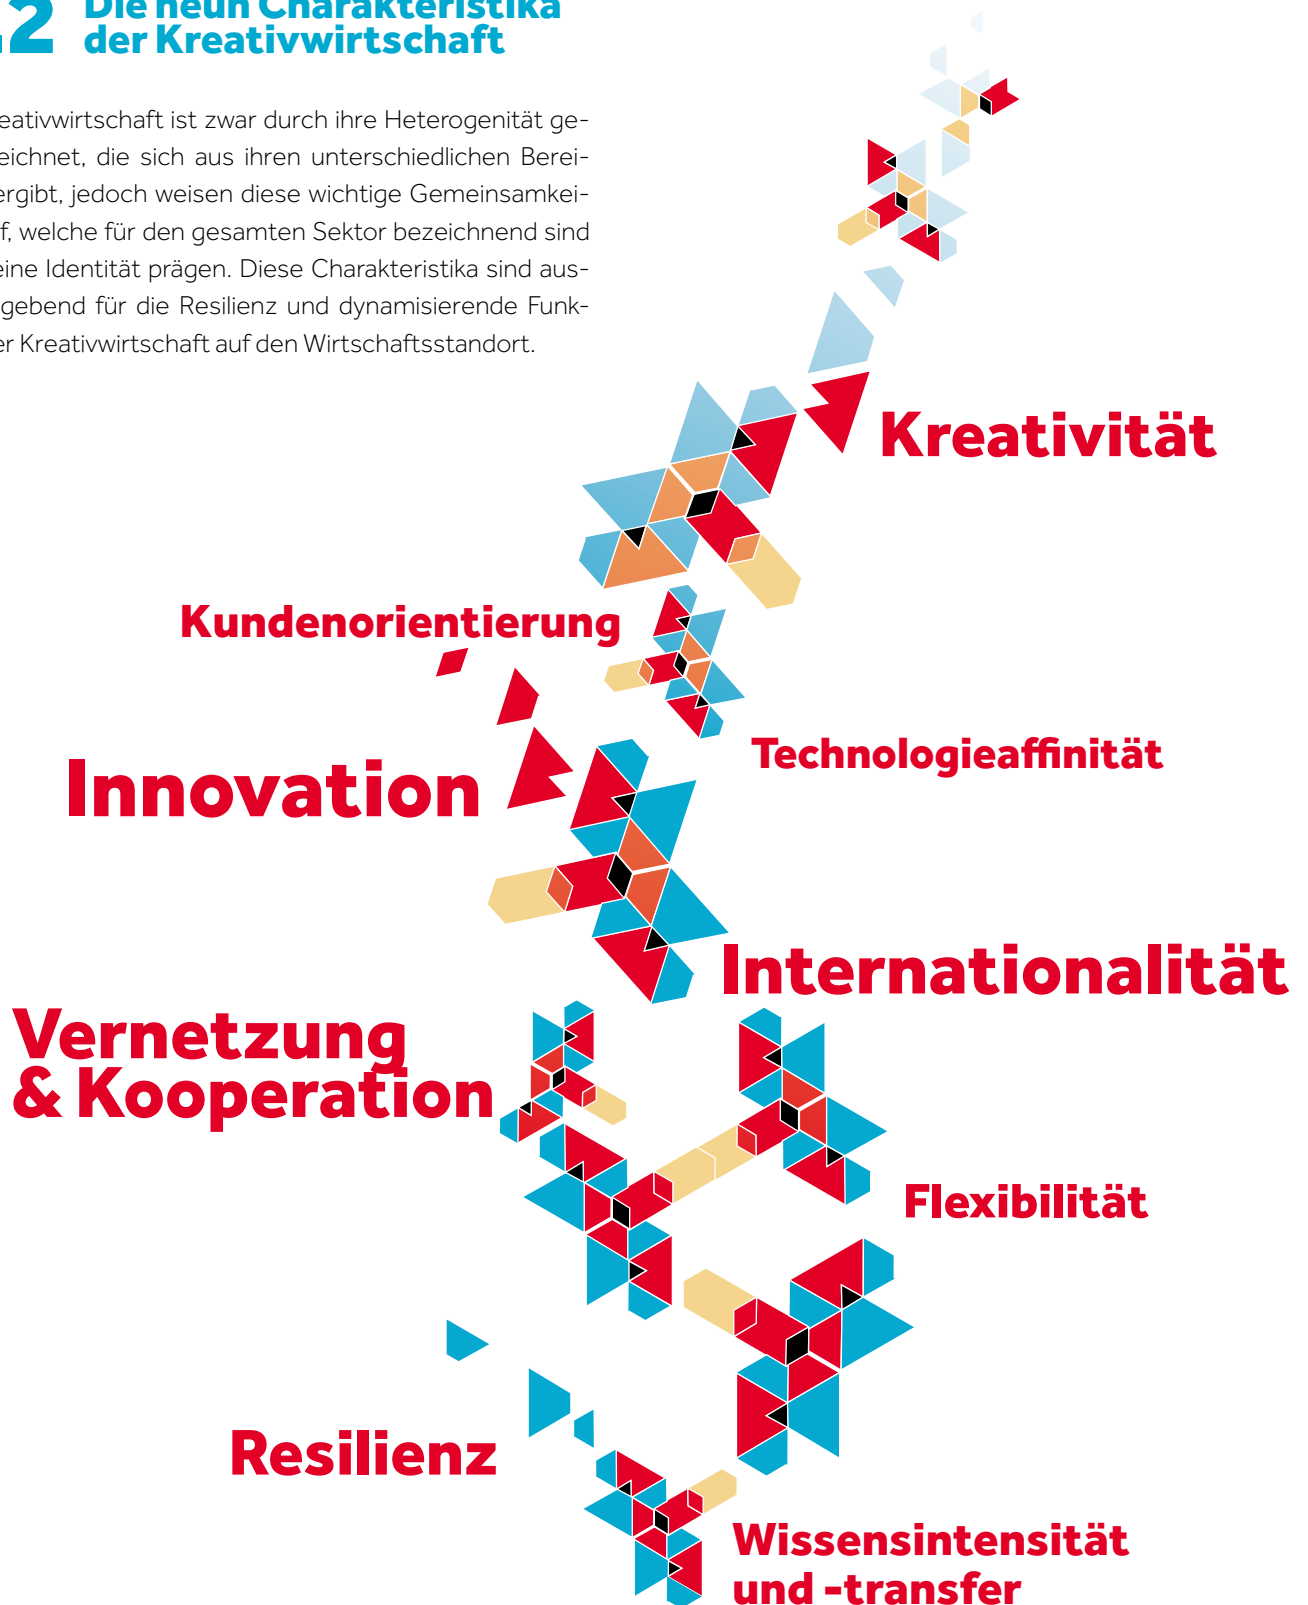 .2 Die neun Charakteristika
der Kreativwirtschaft
eativwirtschaft ist zwar durch ihre Heterogenität ge-
eichnet, die sich aus ihren unterschiedlichen Berei-
ergibt, jedoch weisen diese wichtige Gemeinsamkei-
f, welche für den gesamten Sektor bezeichnend sind
eine Identität prägen. Diese Charakteristika sind aus-
gebend für die Resilienz und dynamisierende Funk-
er Kreativwirtschaft auf den Wirtschaftsstandort.
Kreativität
Kundenorientierung
Technologieaffinität
Innovation
Internationalität
Vernetzung
& Kooperation
Flexibilität
Resilienz
Wissensintensität
und -transfer